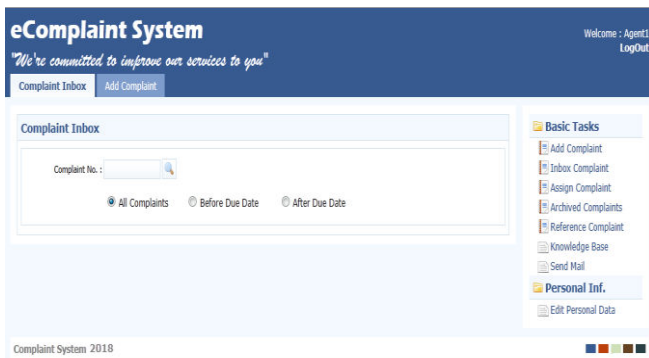 eComplaint System
"We're committed to improve our services to you"
Welcome : Agent1
LogOut
Complaint Inbox
Add Complaint
Complaint Inbox
Complaint No. :
All Complaints
Before Due Date
After Due Date
Basic Tasks
Add Complaint
Inbox Complaint
Assign Complaint
Archived Complaints
Reference Complaint
Knowledge Base
Send Mail
Personal Inf.
Edit Personal Data
Complaint System 2018